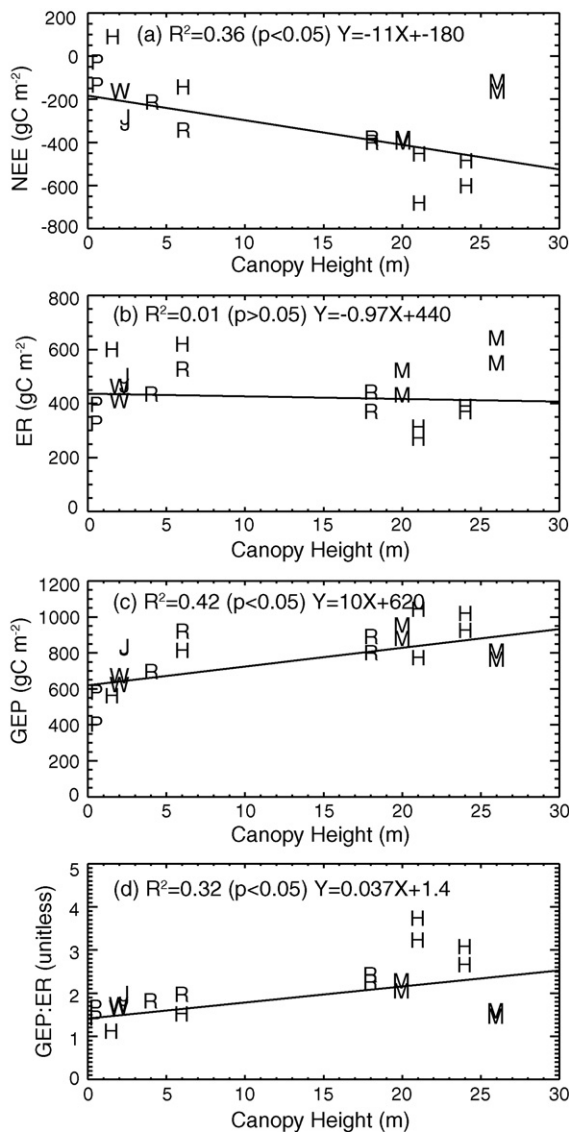 (a) R²=0.36 (p<0.05) Y=-11X+-180
NEE (gC m⁻²)
200
0
-200
-400
-600
-800
H
P
P
W
J
J
R
H
R
R
R
M
M
H
H
H
H
M
M
0 5 10 15 20 25 30
Canopy Height (m)
(b) R²=0.01 (p>0.05) Y=-0.97X+440
ER (gC m⁻²)
800
600
400
200
0
H
P
P
W
W
J
J
R
H
R
R
R
M
M
H
H
H
H
M
M
0 5 10 15 20 25 30
Canopy Height (m)
(c) R²=0.42 (p<0.05) Y=10X+620
GEP (gC m⁻²)
1200
1000
800
600
400
200
0
P
P
H
W
W
J
J
R
R
H
R
R
M
M
H
H
H
H
M
M
0 5 10 15 20 25 30
Canopy Height (m)
(d) R²=0.32 (p<0.05) Y=0.037X+1.4
GEP:ER (unitless)
5
4
3
2
1
0
P
P
H
W
W
J
R
R
H
R
R
M
M
H
H
H
H
M
M
0 5 10 15 20 25 30
Canopy Height (m)